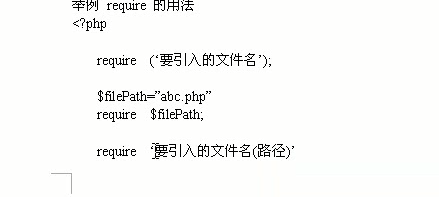 举例 require 的用法
<?php
require (‘要引入的文件名’);
$filePath=”abc.php”
require $filePath;
require ‘要引入的文件名(路径)’